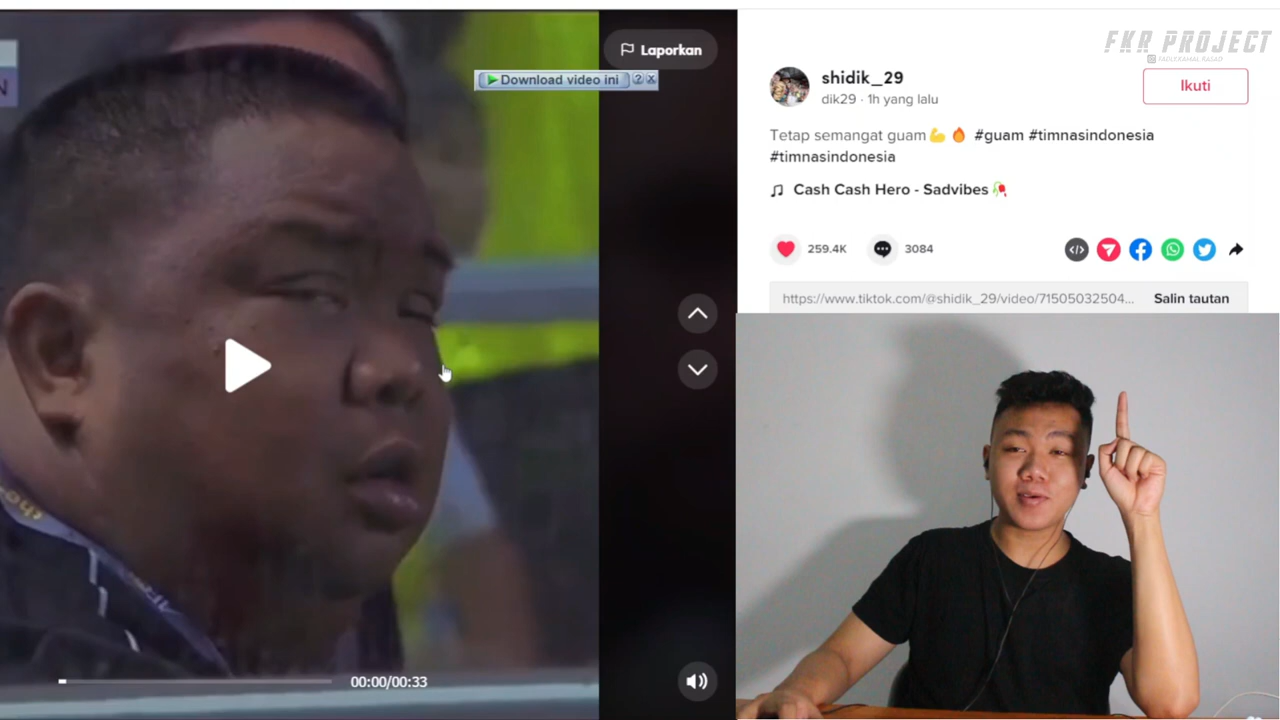 N
Laporkan
Download video ini
FKR PROJECT
shidik_29
dik29 · 1h yang lalu
Ikuti
Tetap semangat guam💪🔥 #guam #timnasindonesia
#timnasindonesia
Cash Cash Hero - Sadvibes🥀
259.4K
3084
https://www.tiktok.com/@shidik_29/video/71505032504...
Salin tautan
00:00/00:33